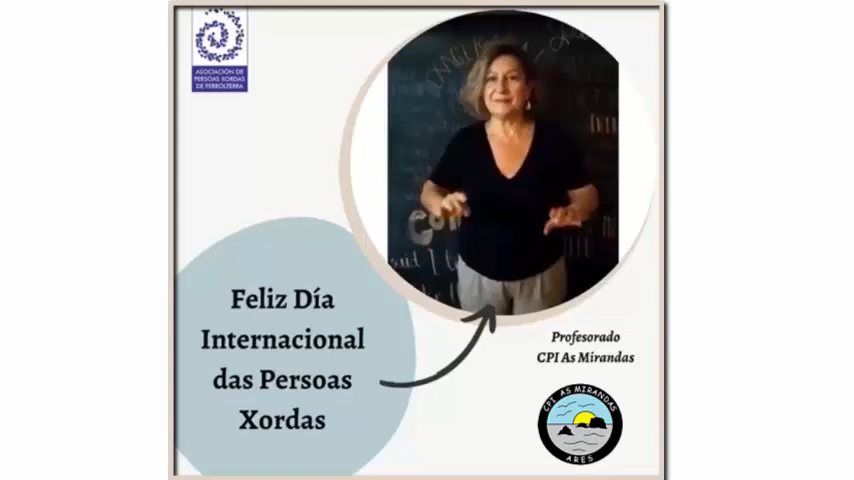 ASOCIACIÓN DE
PERSOAS XORDAS
DE FERROLTERRA
Feliz Día
Internacional
das Persoas
Xordas
Profesorado
CPI As Mirandas
CPI AS MIRANDAS
ARES